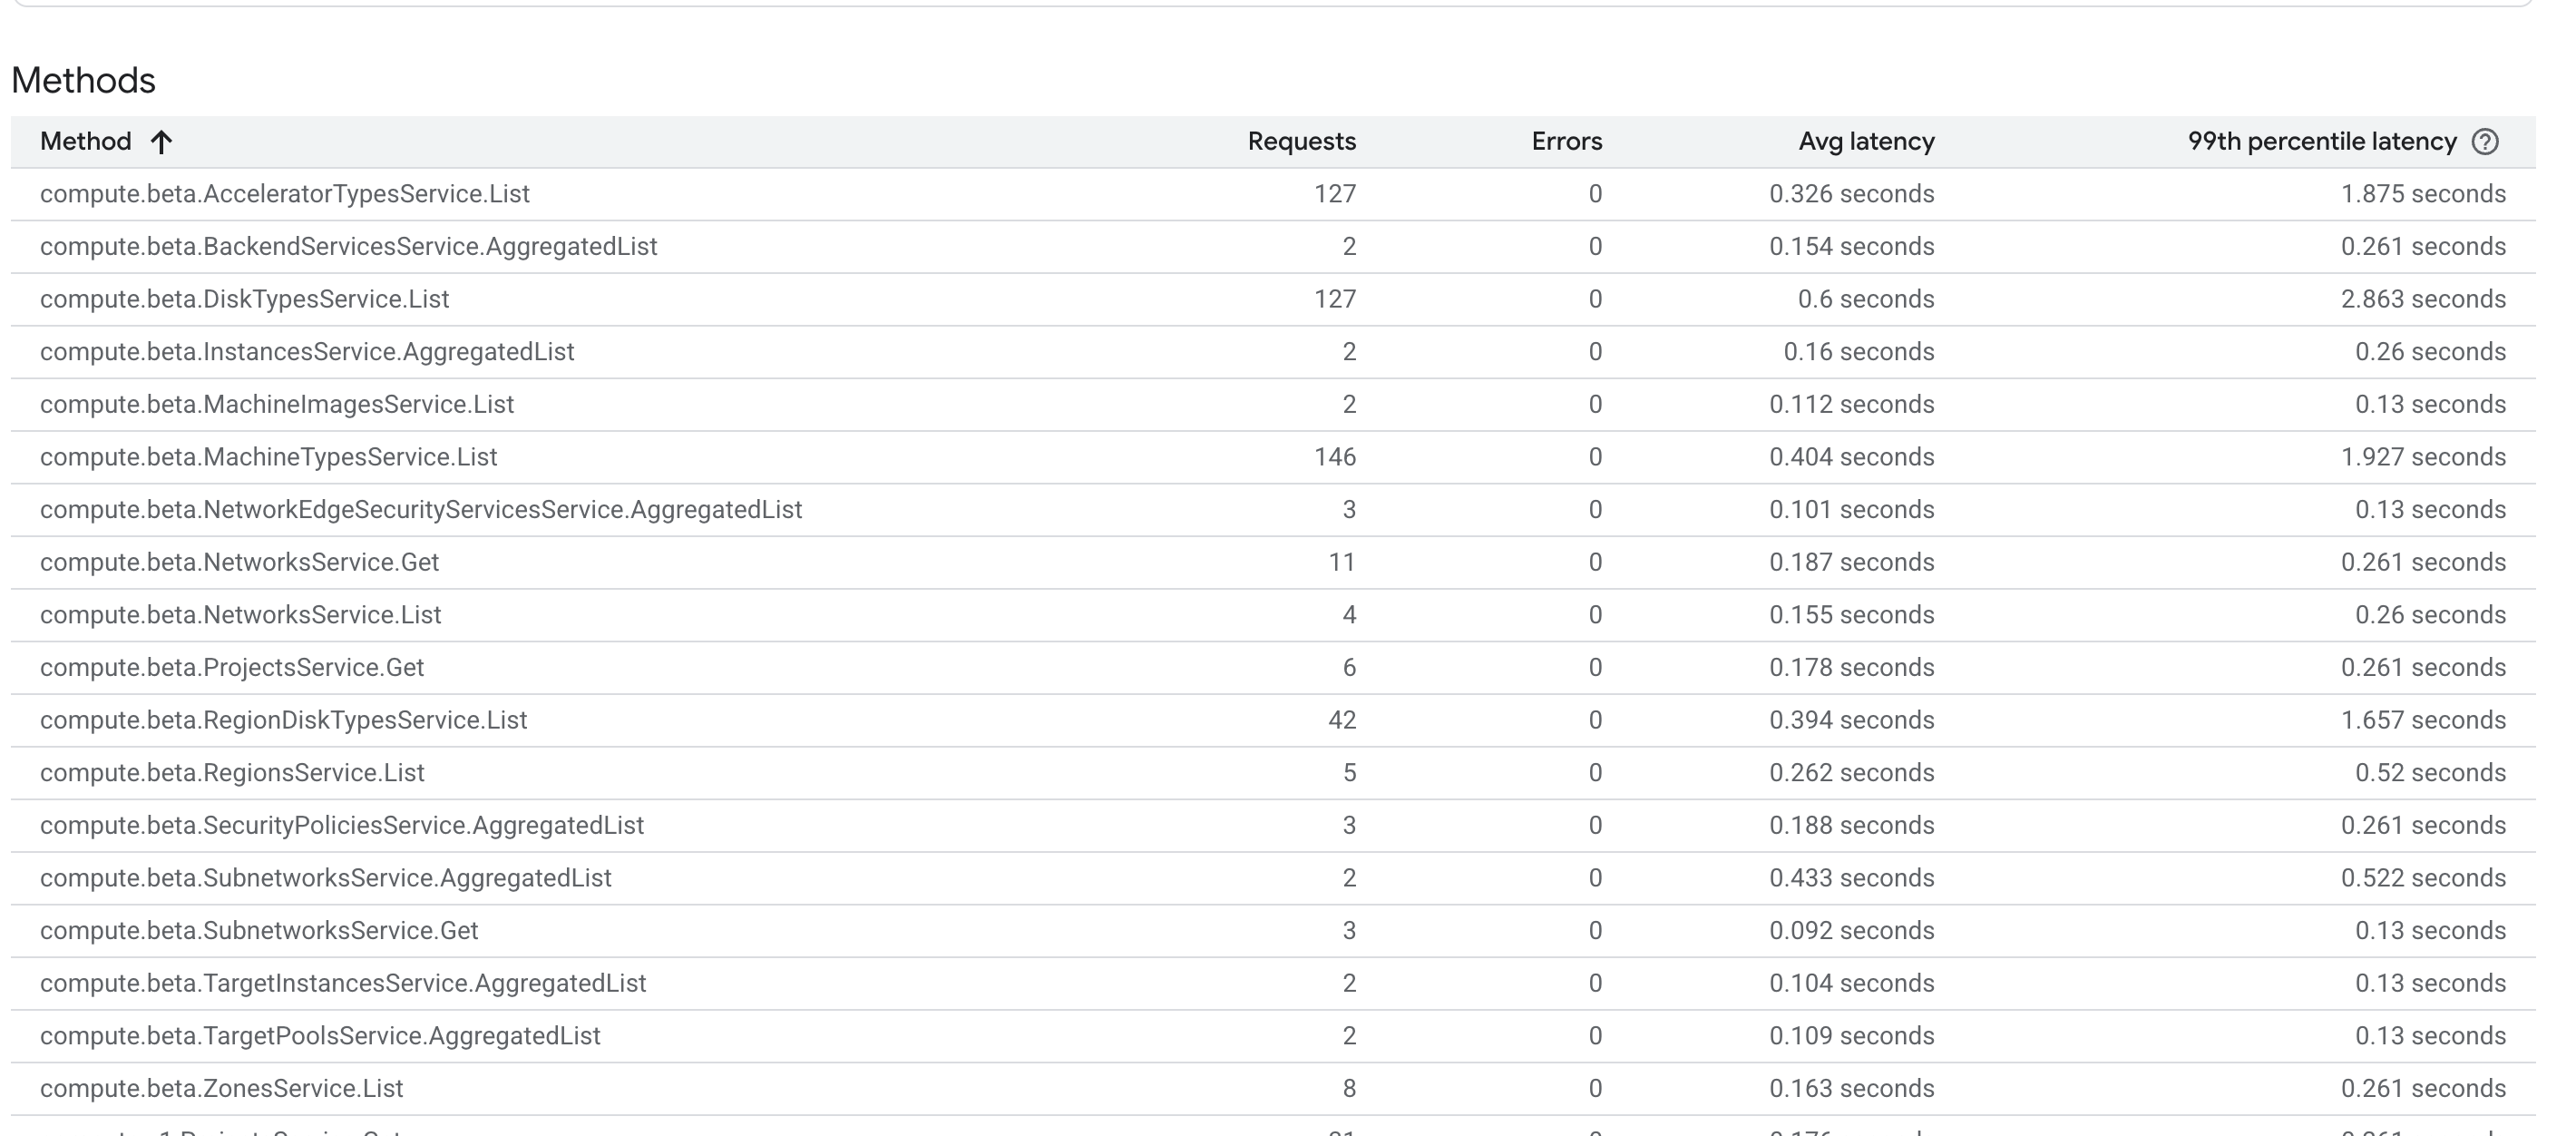 Methods
Method Requests Errors Avg latency 99th percentile latency
compute.beta.AcceleratorTypesService.List 127 0 0.326 seconds 1.875 seconds
compute.beta.BackendServicesService.AggregatedList 2 0 0.154 seconds 0.261 seconds
compute.beta.DiskTypesService.List 127 0 0.6 seconds 2.863 seconds
compute.beta.InstancesService.AggregatedList 2 0 0.16 seconds 0.26 seconds
compute.beta.MachineImagesService.List 2 0 0.112 seconds 0.13 seconds
compute.beta.MachineTypesService.List 146 0 0.404 seconds 1.927 seconds
compute.beta.NetworkEdgeSecurityServicesService.AggregatedList 3 0 0.101 seconds 0.13 seconds
compute.beta.NetworksService.Get 11 0 0.187 seconds 0.261 seconds
compute.beta.NetworksService.List 4 0 0.155 seconds 0.26 seconds
compute.beta.ProjectsService.Get 6 0 0.178 seconds 0.261 seconds
compute.beta.RegionDiskTypesService.List 42 0 0.394 seconds 1.657 seconds
compute.beta.RegionsService.List 5 0 0.262 seconds 0.52 seconds
compute.beta.SecurityPoliciesService.AggregatedList 3 0 0.188 seconds 0.261 seconds
compute.beta.SubnetworksService.AggregatedList 2 0 0.433 seconds 0.522 seconds
compute.beta.SubnetworksService.Get 3 0 0.092 seconds 0.13 seconds
compute.beta.TargetInstancesService.AggregatedList 2 0 0.104 seconds 0.13 seconds
compute.beta.TargetPoolsService.AggregatedList 2 0 0.109 seconds 0.13 seconds
compute.beta.ZonesService.List 8 0 0.163 seconds 0.261 seconds